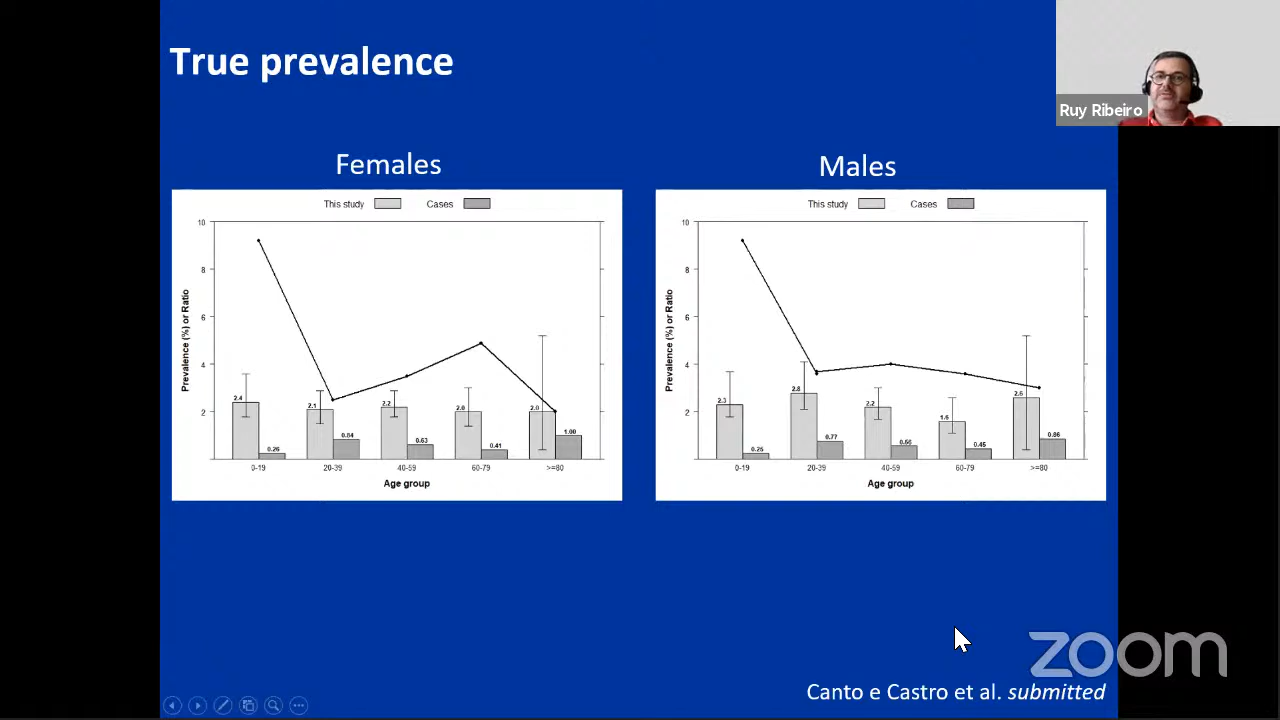 True prevalence
Ruy Ribeiro
Females
Males
This study Cases
10
8
6
4
2
Prevalence (%) or Ratio
2.4 0.26 2.1 0.84 2.2 0.63 2.0 0.41 2.0 1.00
0-19 20-39 40-59 60-79 >=80
Age group
This study Cases
10
8
6
4
2
Prevalence (%) or Ratio
2.3 0.25 2.8 0.77 2.2 0.56 1.6 0.45 2.6 0.86
0-19 20-39 40-59 60-79 >=80
Age group
zoom
Canto e Castro et al. submitted